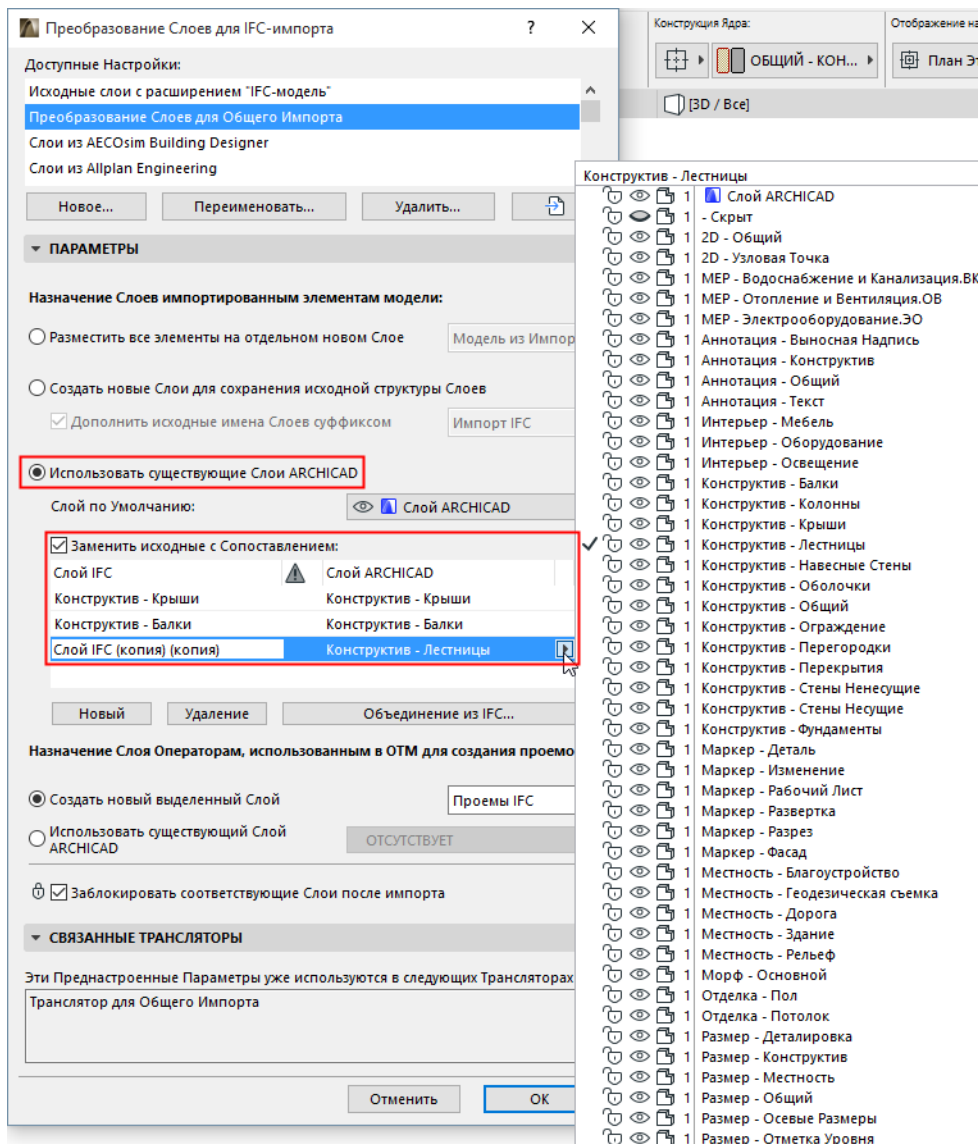 Преобразование Слоев для IFC-импорта
?
Доступные Настройки:
Исходные слои с расширением "IFC-модель"
Преобразование Слоев для Общего Импорта
Слои из AECOsim Building Designer
Слои из Allplan Engineering
Новое...
Переименовать...
Удалить...
ПАРАМЕТРЫ
Назначение Слоев импортированным элементам модели:
Разместить все элементы на отдельном новом Слое
Модель из Импор
Создать новые Слои для сохранения исходной структуры Слоев
Дополнить исходные имена Слоев суффиксом
Импорт IFC
Использовать существующие Слои ARCHICAD
Слой по Умолчанию:
Слой ARCHICAD
Заменить исходные с Сопоставлением:
Слой IFC
Слой ARCHICAD
Конструктив - Крыши
Конструктив - Крыши
Конструктив - Балки
Конструктив - Балки
Слой IFC (копия) (копия)
Конструктив - Лестницы
Новый
Удаление
Объединение из IFC...
Назначение Слоя Операторам, использованным в ОТМ для создания проемо
Создать новый выделенный Слой
Проемы IFC
Использовать существующий Слой
ARCHICAD
ОТСУТСТВУЕТ
Заблокировать соответствующие Слои после импорта
СВЯЗАННЫЕ ТРАНСЛЯТОРЫ
Эти Преднастроенные Параметры уже используются в следующих Трансляторах
Транслятор для Общего Импорта
Отменить
OK
Конструкция Ядра:
Отображение на
ОБЩИЙ - КОН...
План Эт
[3D / Все]
Конструктив - Лестницы
1 Слой ARCHICAD
1 - Скрыт
1 2D - Общий
1 2D - Узловая Точка
1 МЕР - Водоснабжение и Канализация.ВК
1 МЕР - Отопление и Вентиляция.ОВ
1 МЕР - Электрооборудование.ЭО
1 Аннотация - Выносная Надпись
1 Аннотация - Конструктив
1 Аннотация - Общий
1 Аннотация - Текст
1 Интерьер - Мебель
1 Интерьер - Оборудование
1 Интерьер - Освещение
1 Конструктив - Балки
1 Конструктив - Колонны
1 Конструктив - Крыши
1 Конструктив - Лестницы
1 Конструктив - Навесные Стены
1 Конструктив - Оболочки
1 Конструктив - Общий
1 Конструктив - Ограждение
1 Конструктив - Перегородки
1 Конструктив - Перекрытия
1 Конструктив - Стены Ненесущие
1 Конструктив - Стены Несущие
1 Конструктив - Фундаменты
1 Маркер - Деталь
1 Маркер - Изменение
1 Маркер - Рабочий Лист
1 Маркер - Развертка
1 Маркер - Разрез
1 Маркер - Фасад
1 Местность - Благоустройство
1 Местность - Геодезическая съемка
1 Местность - Дорога
1 Местность - Здание
1 Местность - Рельеф
1 Морф - Основной
1 Отделка - Пол
1 Отделка - Потолок
1 Размер - Деталировка
1 Размер - Конструктив
1 Размер - Местность
1 Размер - Общий
1 Размер - Осевые Размеры
1 Размер - Отметка Уровня